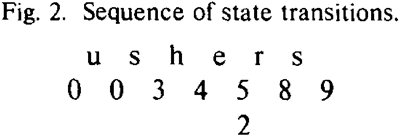 Fig. 2. Sequence of state transitions.
u s h e r s
0 0 3 4 5 8 9
2